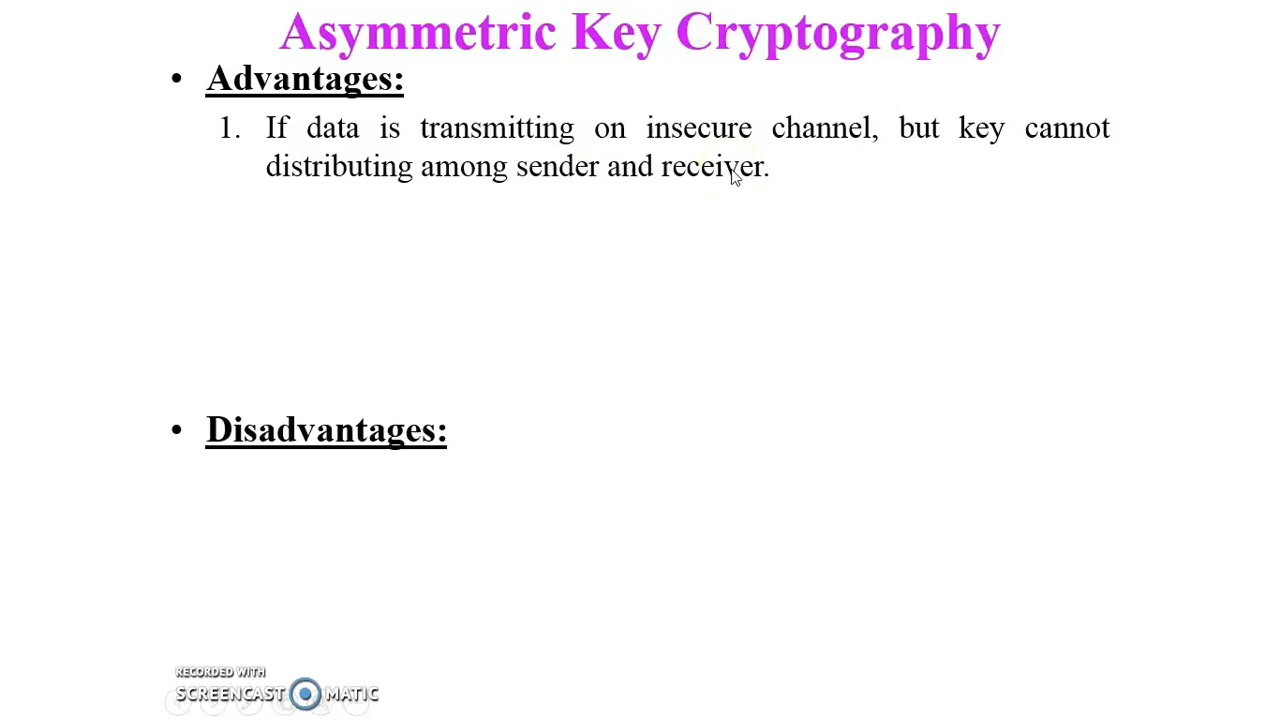 Asymmetric Key Cryptography
• Advantages:
1. If data is transmitting on insecure channel, but key cannot
distributing among sender and receiver.
• Disadvantages:
RECORDED WITH
SCREENCAST MATIC